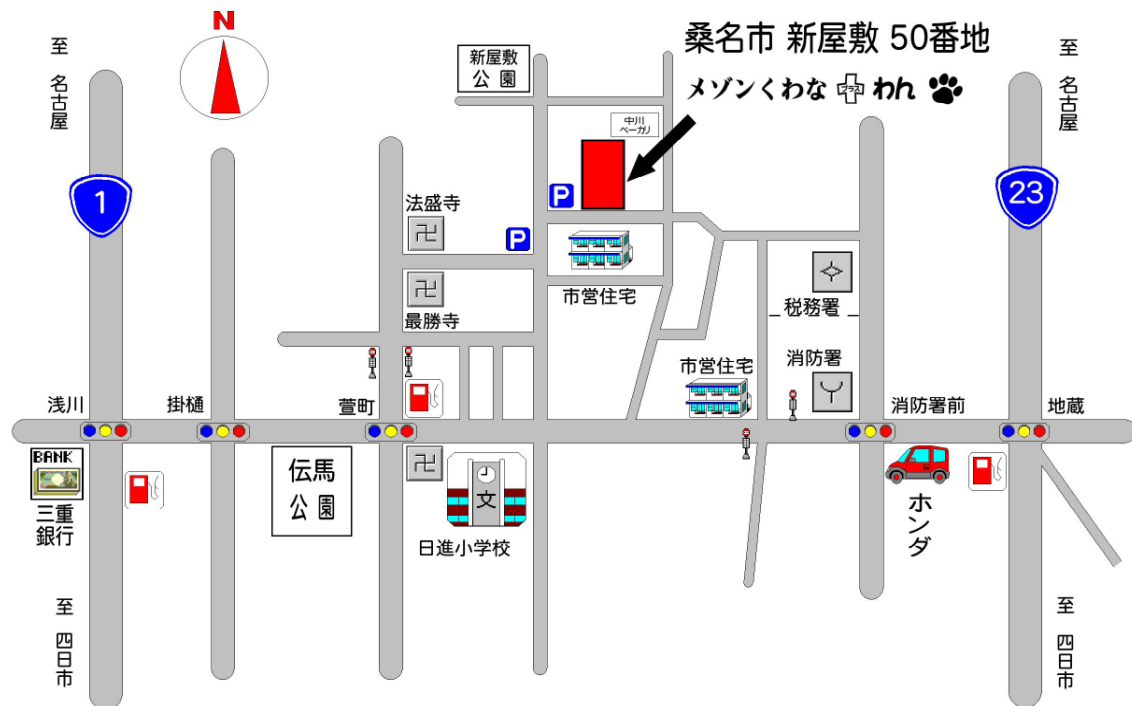 N
至 名古屋
新屋敷
公園
桑名市 新屋敷 50番地
メゾンくわな プラス わん
至 名古屋
中川
ベーカリ
1
23
P
法盛寺
P
市営住宅
税務署
最勝寺
市営住宅
消防署
浅川
掛樋
萱町
消防署前
地蔵
BANK
三重
銀行
伝馬
公園
文
日進小学校
ホンダ
至 四日市
至 四日市